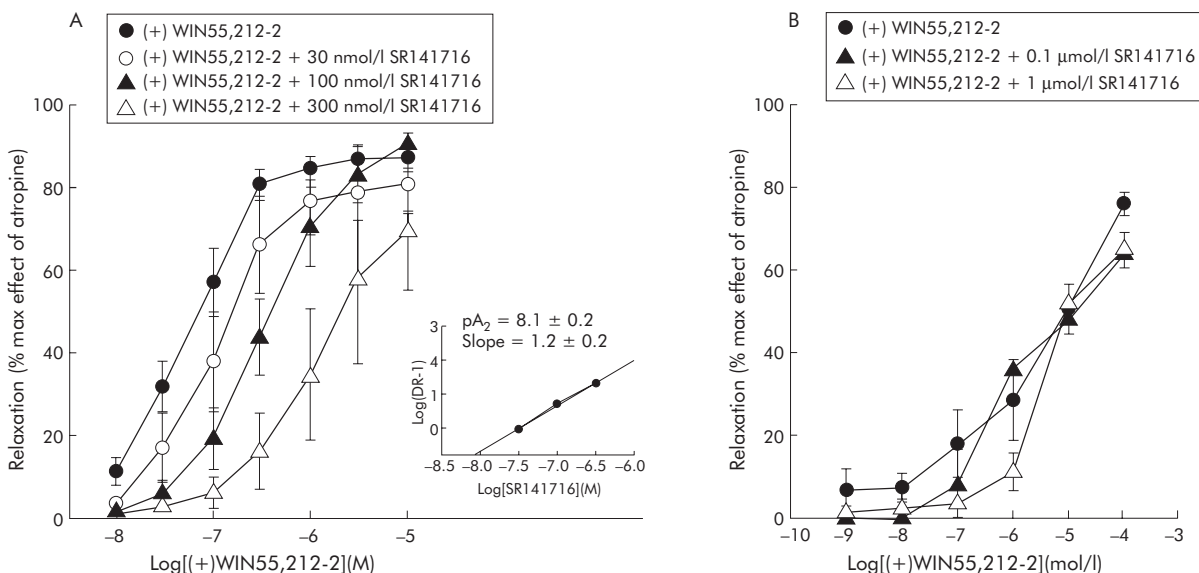 A
(+) WIN55,212-2
(+) WIN55,212-2 + 30 nmol/l SR141716
(+) WIN55,212-2 + 100 nmol/l SR141716
(+) WIN55,212-2 + 300 nmol/l SR141716
100
80
60
40
20
0
Relaxation (% max effect of atropine)
–8
–7
–6
–5
Log[(+)WIN55,212-2](M)
pA2 = 8.1 ± 0.2
Slope = 1.2 ± 0.2
3
4
1
0
Log(DR-1)
–8.5
–8.0
–7.5
–7.0
–6.5
–6.0
Log[SR141716](M)
B
(+) WIN55,212-2
(+) WIN55,212-2 + 0.1 µmol/l SR141716
(+) WIN55,212-2 + 1 µmol/l SR141716
100
80
60
40
20
0
Relaxation (% max effect of atropine)
–10
–9
–8
–7
–6
–5
–4
–3
Log[(+)WIN55,212-2](mol/l)